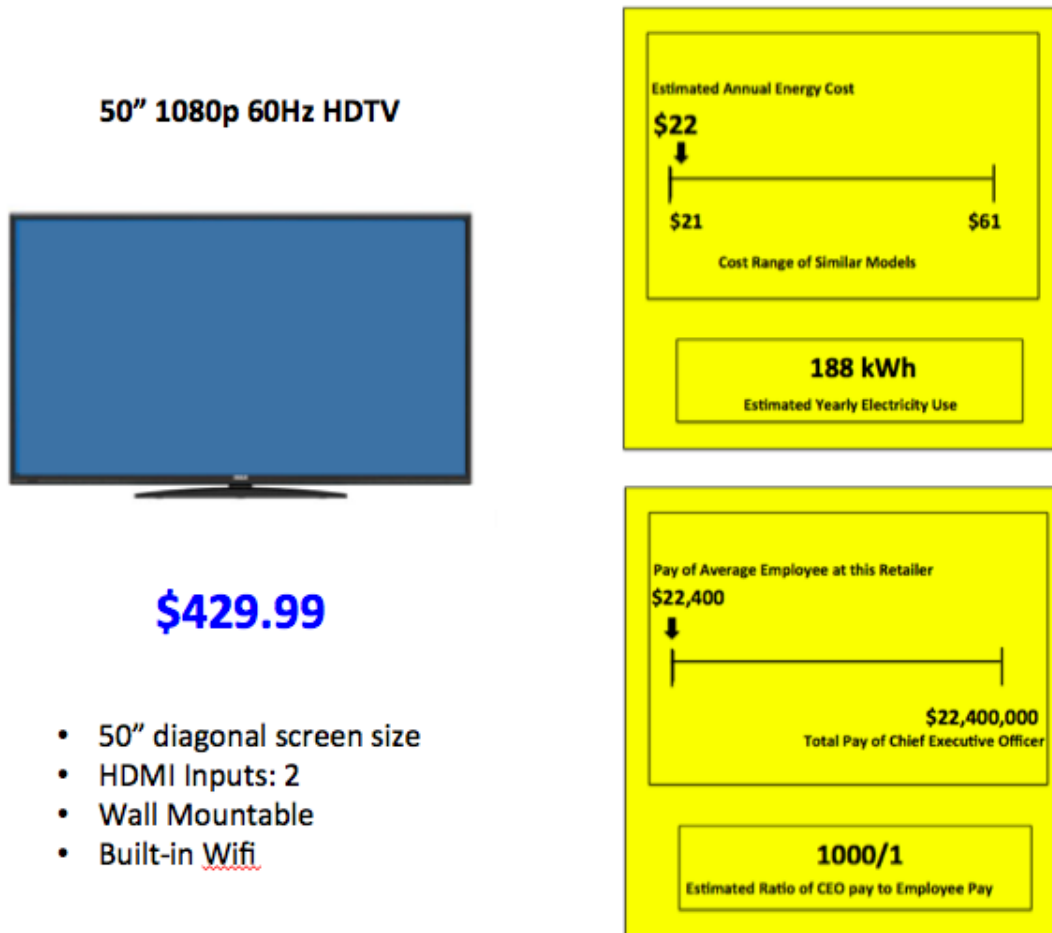 50” 1080p 60Hz HDTV
$429.99
• 50” diagonal screen size
• HDMI Inputs: 2
• Wall Mountable
• Built-in Wifi
Estimated Annual Energy Cost
$22
$21 $61
Cost Range of Similar Models
188 kWh
Estimated Yearly Electricity Use
Pay of Average Employee at this Retailer
$22,400
$22,400,000
Total Pay of Chief Executive Officer
1000/1
Estimated Ratio of CEO pay to Employee Pay